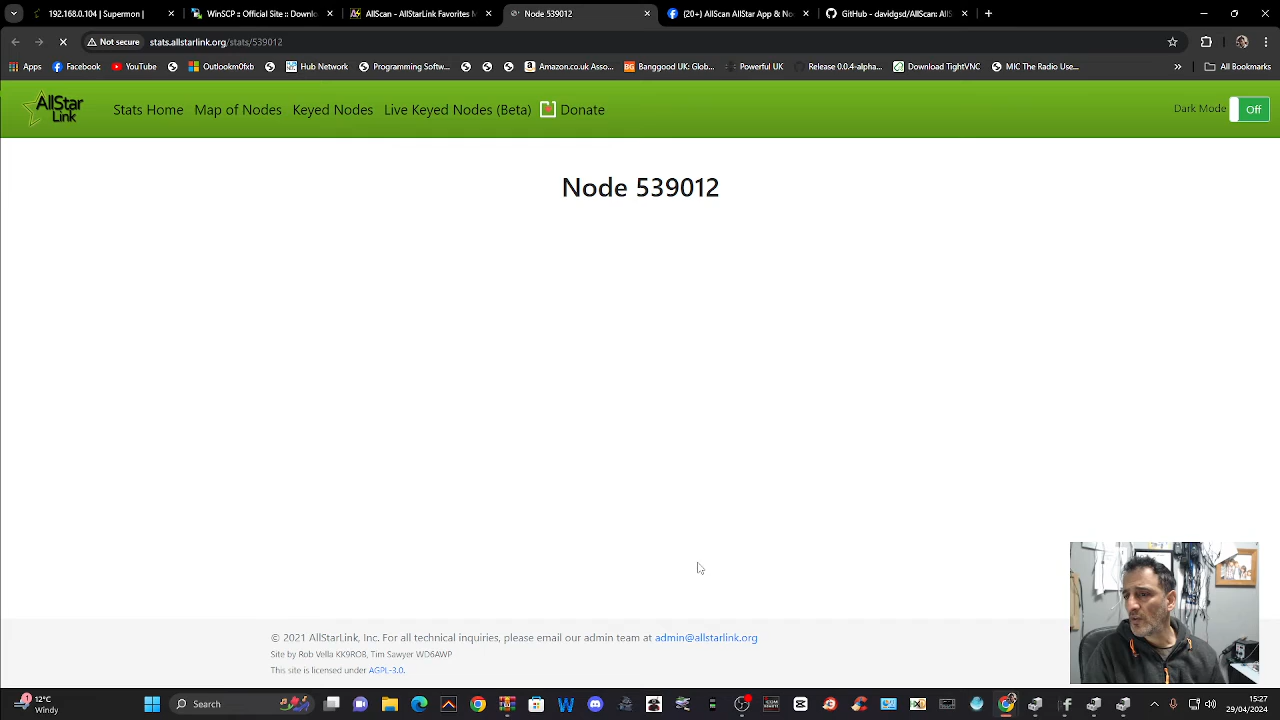 192.168.0.104 | Supermon |
WinSCP :: Official Site :: Downl
AllScan - AllStarLink Favorites M
Node 539012
(20+) AllScan AllStar App & No
GitHub - davidgsd/AllScan: AllS
Not secure
stats.allstarlink.org/stats/539012
Apps
Facebook
YouTube
Outlookm0fxb
Hub Network
Programming Softw...
Amazon.co.uk Asso...
Banggood UK: Glob...
Powerful UK
Release 0.0.4-alpha...
Download TightVNC
MIC The Radio Use...
All Bookmarks
AllStar
Link
Stats Home
Map of Nodes
Keyed Nodes
Live Keyed Nodes (Beta)
Donate
Dark Mode
Off
Node 539012
© 2021 AllStarLink, Inc. For all technical inquiries, please email our admin team at admin@allstarlink.org
Site by Rob Vella KK9ROB, Tim Sawyer WD6AWP
This site is licensed under AGPL-3.0.
12°C
Windy
Search
15:27
29/04/2024